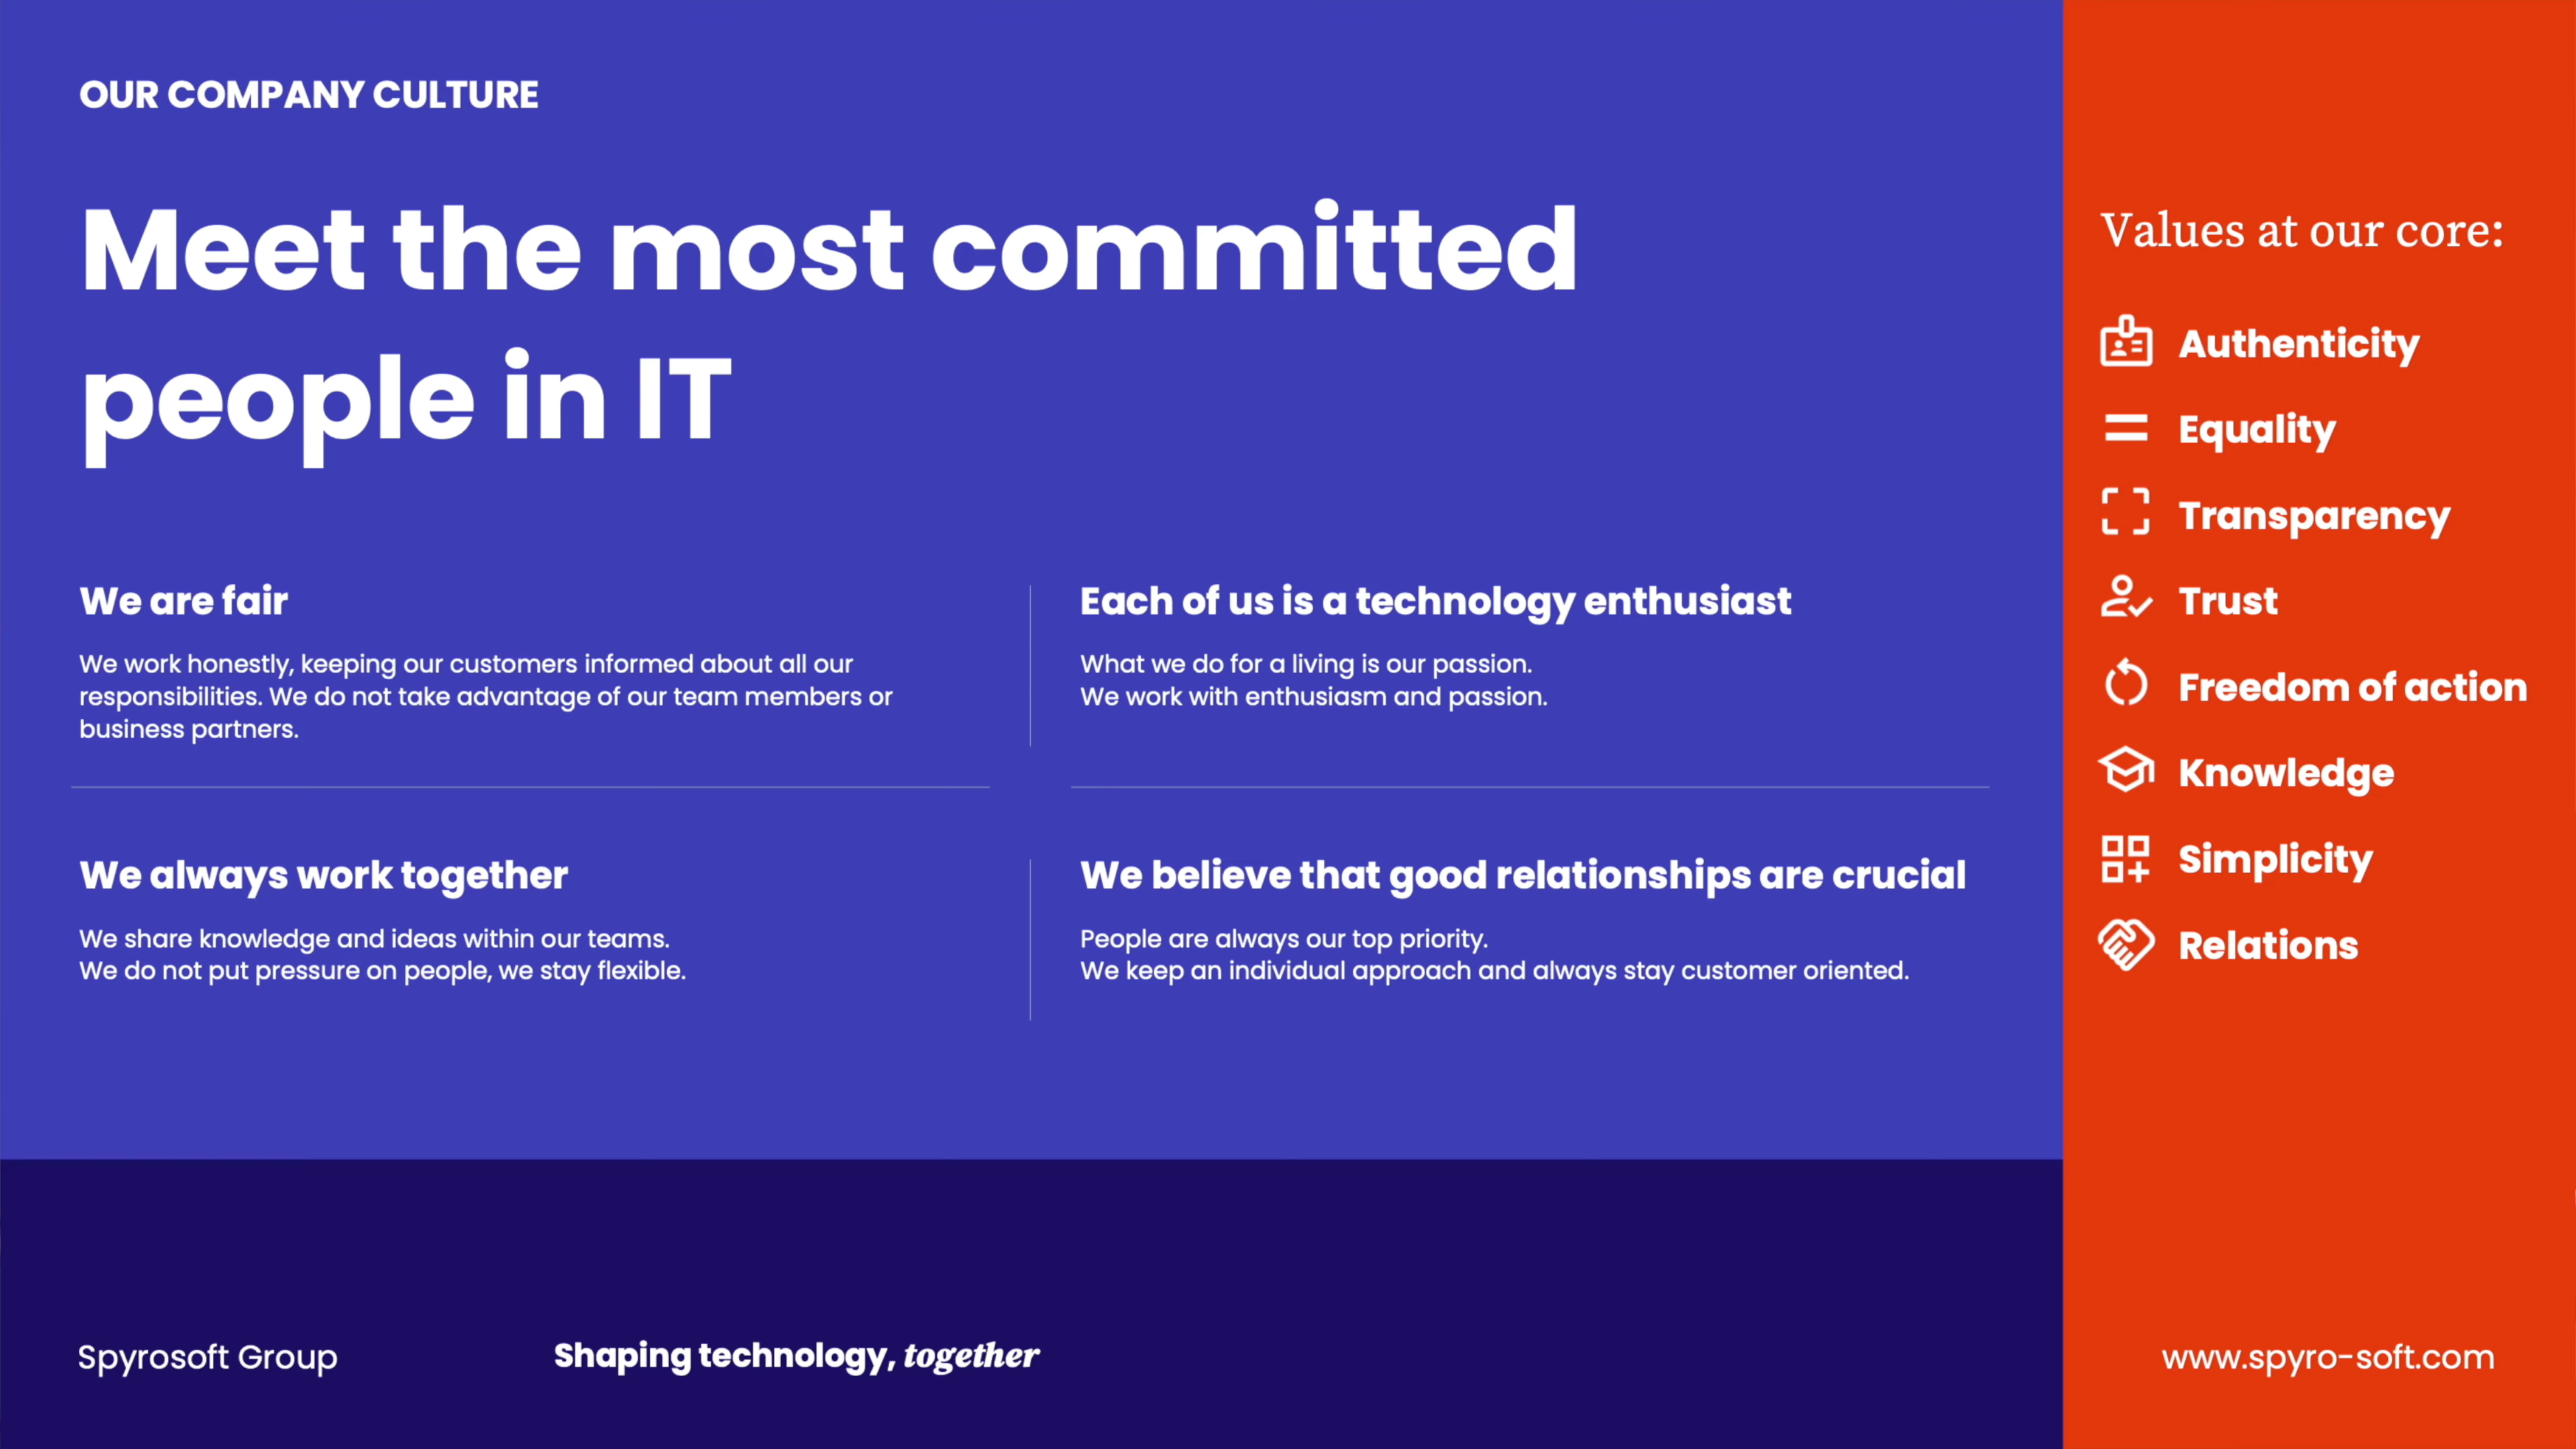 OUR COMPANY CULTURE
Meet the most committed
people in IT
We are fair
We work honestly, keeping our customers informed about all our
responsibilities. We do not take advantage of our team members or
business partners.
Each of us is a technology enthusiast
What we do for a living is our passion.
We work with enthusiasm and passion.
We always work together
We share knowledge and ideas within our teams.
We do not put pressure on people, we stay flexible.
We believe that good relationships are crucial
People are always our top priority.
We keep an individual approach and always stay customer oriented.
Values at our core:
Authenticity
Equality
Transparency
Trust
Freedom of action
Knowledge
Simplicity
Relations
Spyrosoft Group
Shaping technology, together
www.spyro-soft.com